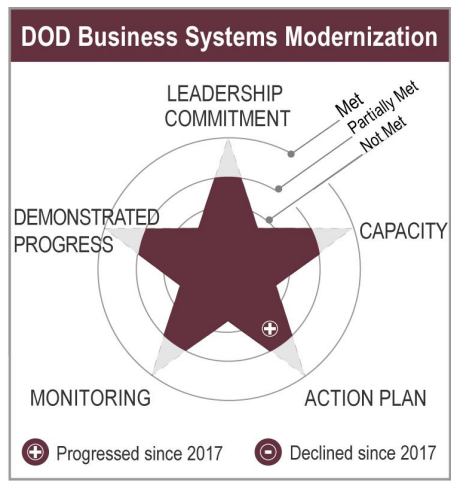 DOD Business Systems Modernization
LEADERSHIP
COMMITMENT
Met
Partially Met
Not Met
DEMONSTRATED
PROGRESS
CAPACITY
MONITORING
ACTION PLAN
Progressed since 2017
Declined since 2017